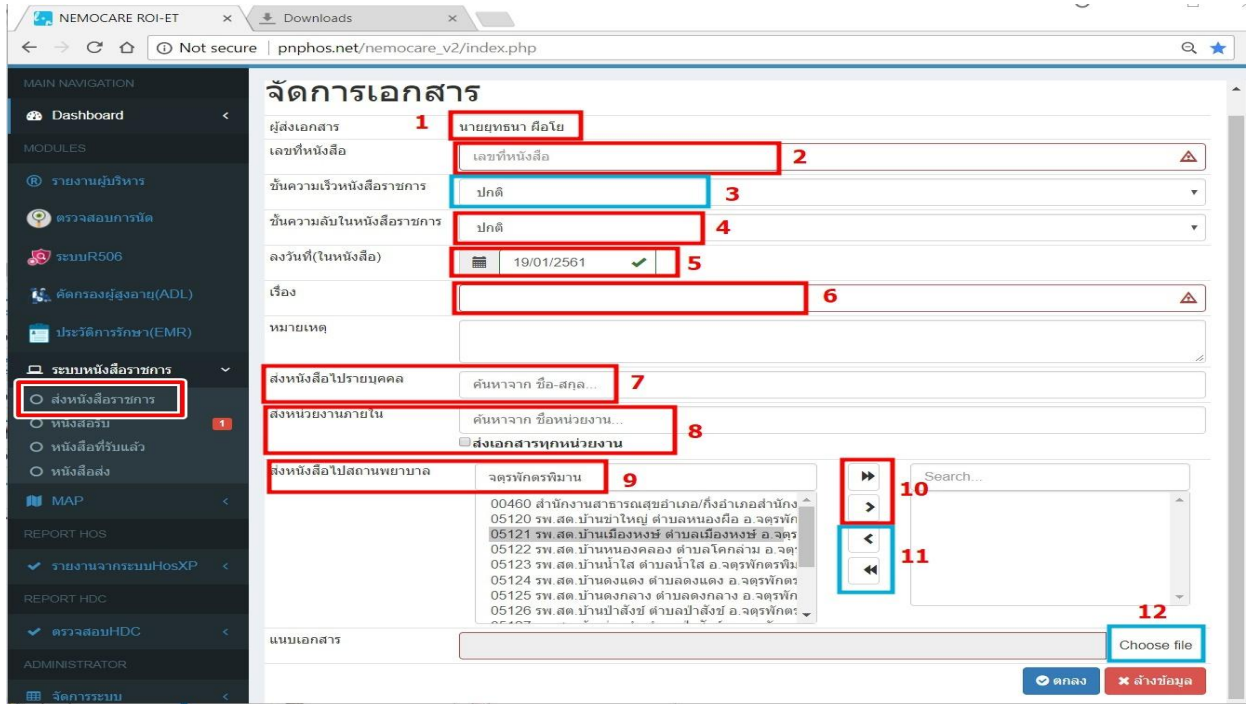 NEMOCARE ROI-ET
Downloads
Not secure | pnphos.net/nemocare_v2/index.php
MAIN NAVIGATION
Dashboard
MODULES
รายงานผู้บริหาร
ตรวจสอบการนัด
ระบบR506
คัดกรองผู้สูงอายุ(ADL)
ประวัติการรักษา(EMR)
ระบบหนังสือราชการ
ส่งหนังสือราชการ
หนังสือรับ 1
หนังสือที่รับแล้ว
หนังสือส่ง
MAP
REPORT HOS
รายงานจากระบบHosXP
REPORT HDC
ตรวจสอบHDC
ADMINISTRATOR
จัดการระบบ
จัดการเอกสาร
ผู้ส่งเอกสาร 1 นายยุทธนา ผือโย
เลขที่หนังสือ เลขที่หนังสือ 2
ชั้นความเร็วหนังสือราชการ ปกติ 3
ชั้นความลับในหนังสือราชการ ปกติ 4
ลงวันที่(ในหนังสือ) 19/01/2561 5
เรื่อง 6
หมายเหตุ
ส่งหนังสือไปรายบุคคล ค้นหาจาก ชื่อ-สกุล... 7
ส่งหน่วยงานภายใน ค้นหาจาก ชื่อหน่วยงาน... 8
ส่งเอกสารทุกหน่วยงาน
ส่งหนังสือไปสถานพยาบาล จตุรพักตรพิมาน 9 10 Search...
00460 สำนักงานสาธารณสุขอำเภอ/กิ่งอำเภอสำนักง
05120 รพ.สต.บ้านข่าใหญ่ ตำบลหนองผือ อ.จตุรพัก
05121 รพ.สต.บ้านเมืองหงษ์ ตำบลเมืองหงษ์ อ.จตุร
05122 รพ.สต.บ้านหนองคลอง ตำบลโคกล่าม อ.จตุ
05123 รพ.สต.บ้านน้ำใส ตำบลน้ำใส อ.จตุรพักตรพิม
05124 รพ.สต.บ้านดงแดง ตำบลดงแดง อ.จตุรพักตร
05125 รพ.สต.บ้านดงกลาง ตำบลดงกลาง อ.จตุรพัก
05126 รพ.สต.บ้านป่าสังข์ ตำบลป่าสังข์ อ.จตุรพักตร
11
12
แนบเอกสาร Choose file
ตกลง ล้างข้อมูล